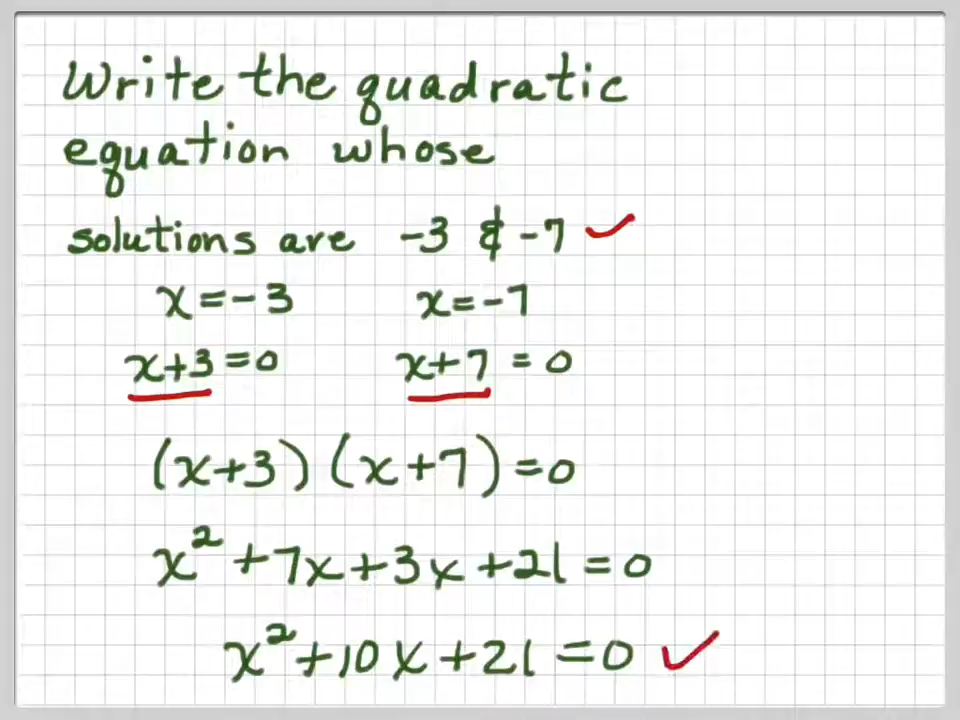 Write the quadratic
equation whose
solutions are -3 & -7 ✓
x = -3 x = -7
x+3 = 0 x+7 = 0
(x+3) (x+7) = 0
x² + 7x + 3x + 21 = 0
x² + 10x + 21 = 0 ✓